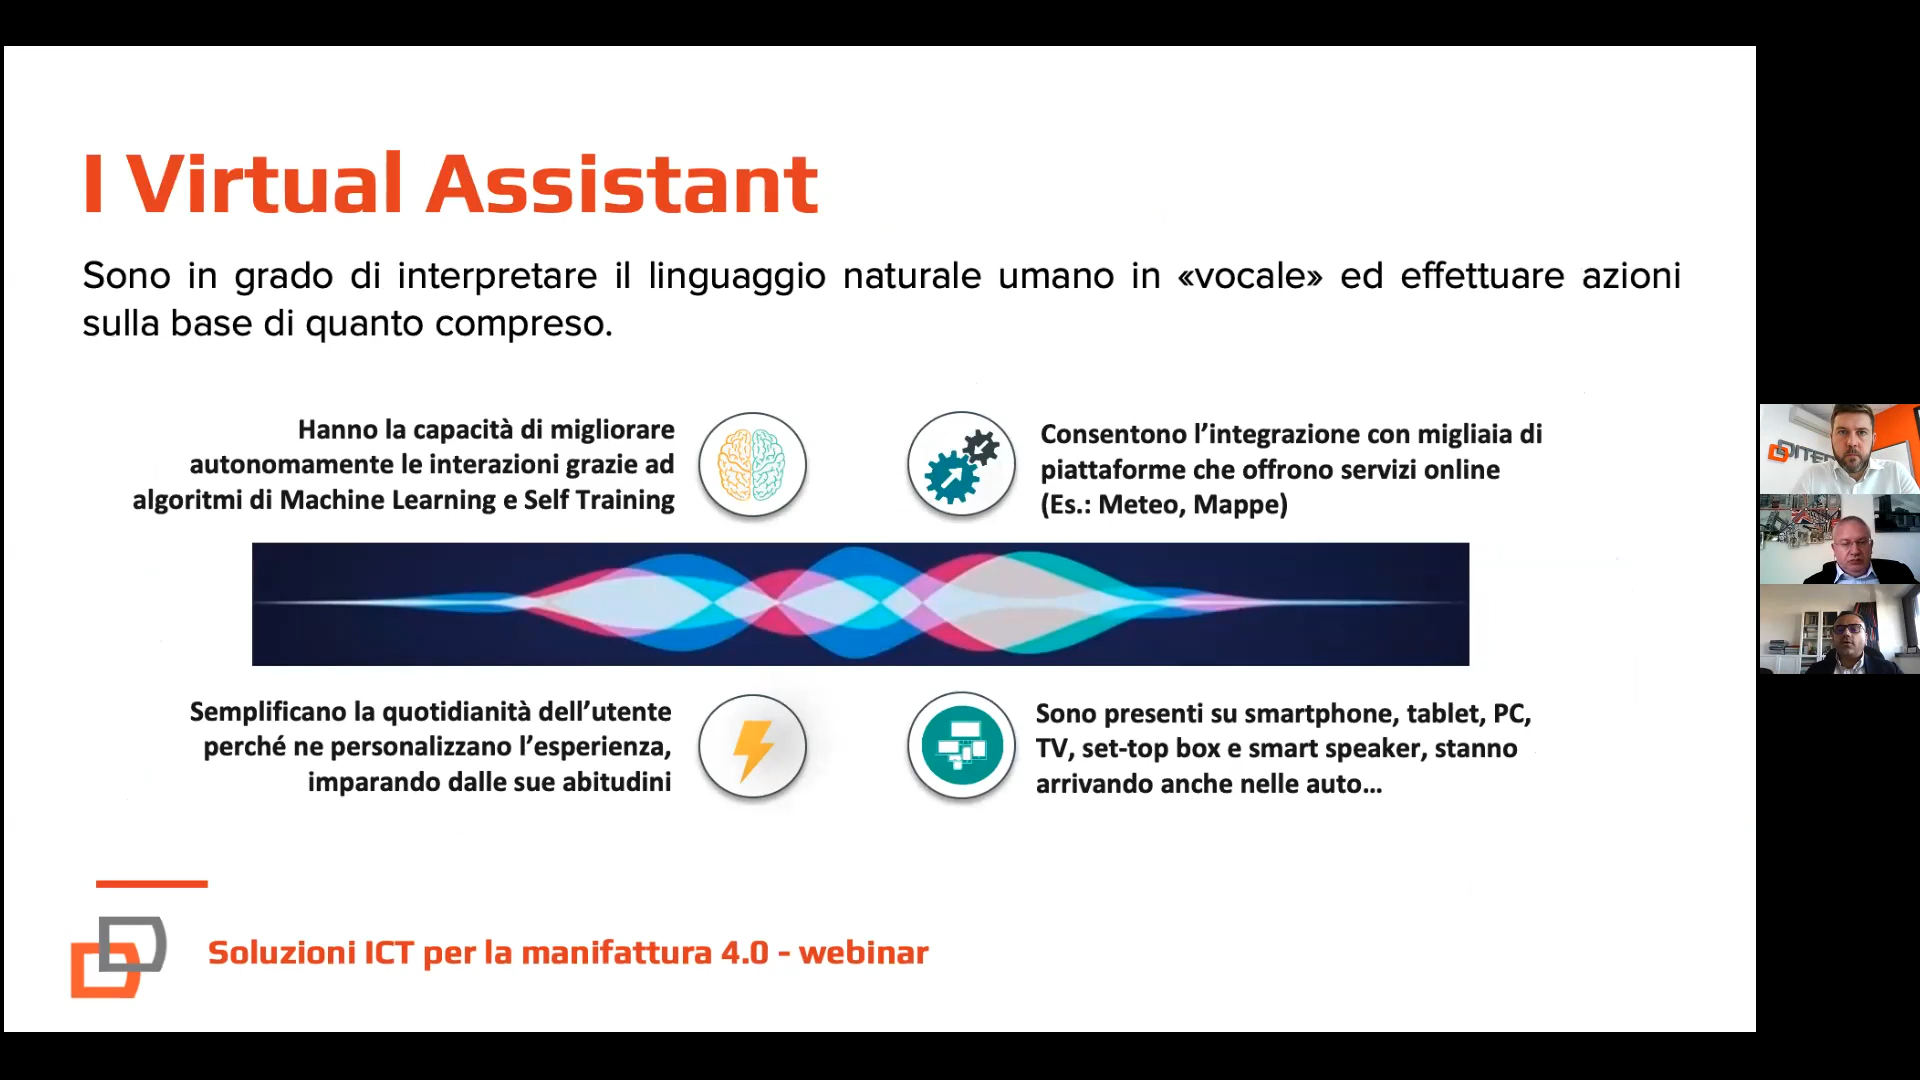 I Virtual Assistant
Sono in grado di interpretare il linguaggio naturale umano in «vocale» ed effettuare azioni
sulla base di quanto compreso.
Hanno la capacità di migliorare
autonomamente le interazioni grazie ad
algoritmi di Machine Learning e Self Training
Consentono l’integrazione con migliaia di
piattaforme che offrono servizi online
(Es.: Meteo, Mappe)
Semplificano la quotidianità dell’utente
perché ne personalizzano l’esperienza,
imparando dalle sue abitudini
Sono presenti su smartphone, tablet, PC,
TV, set-top box e smart speaker, stanno
arrivando anche nelle auto...
Soluzioni ICT per la manifattura 4.0 - webinar